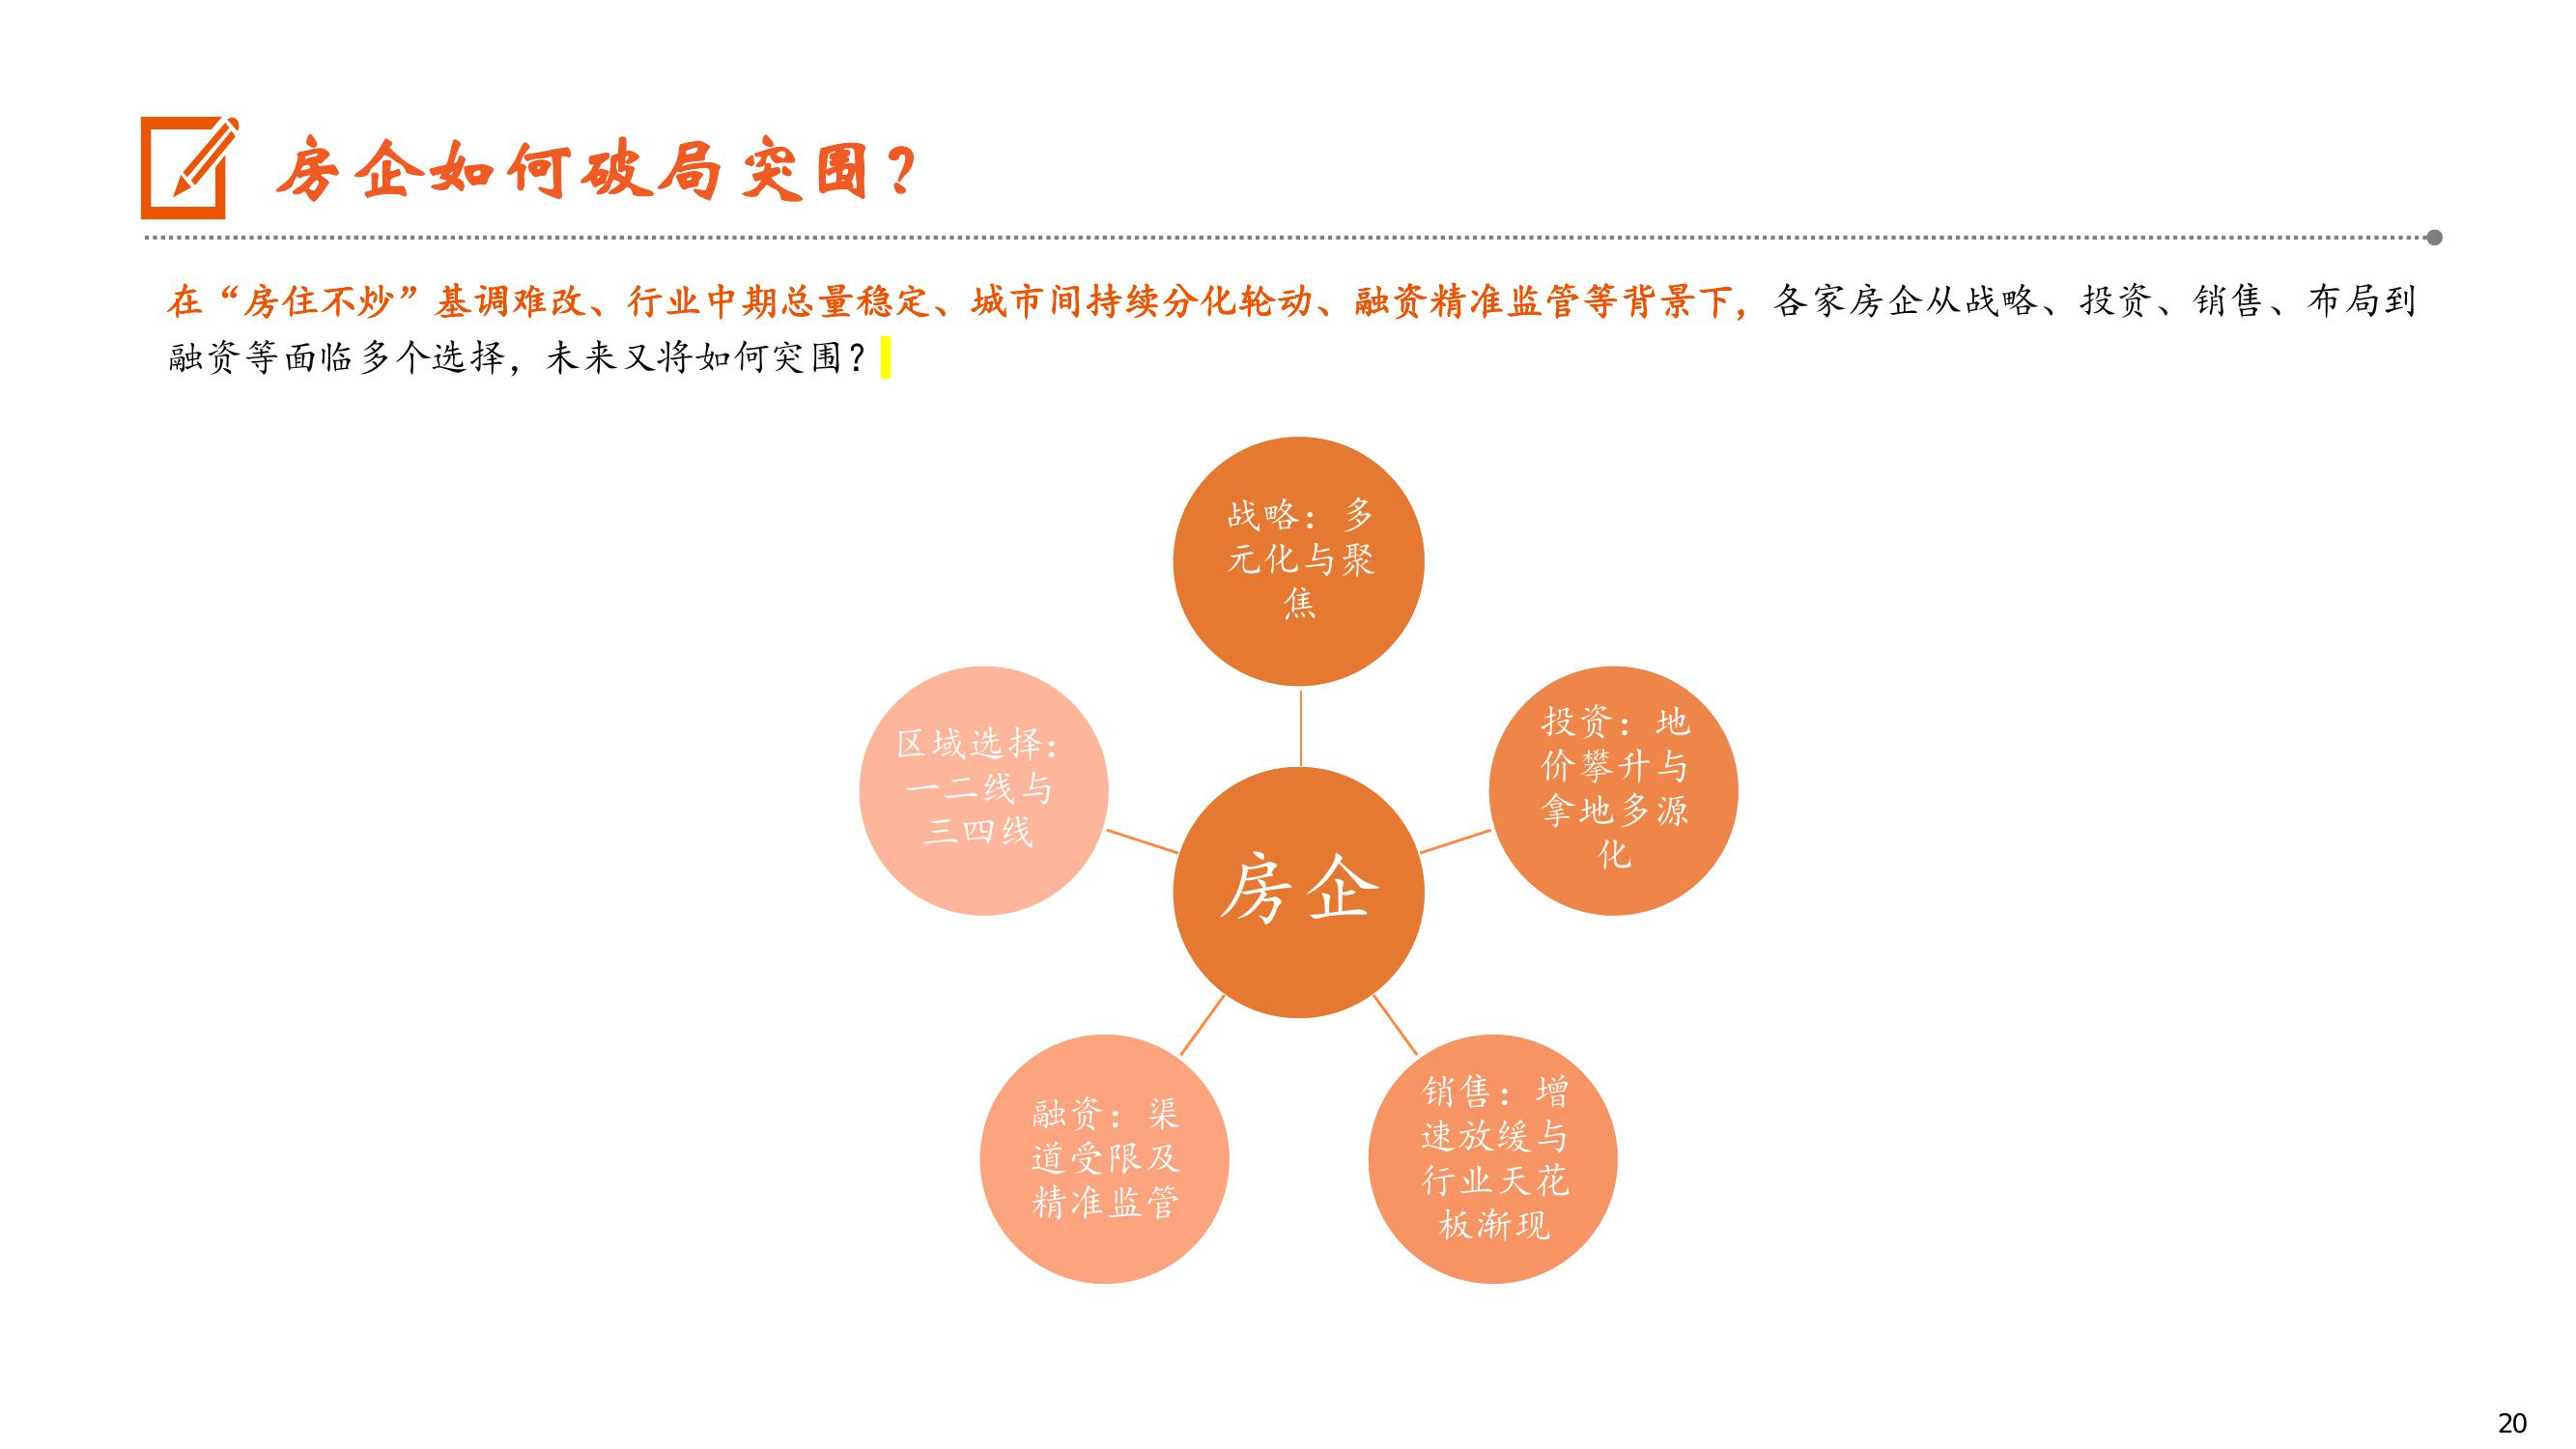 房企如何破局突围？
在“房住不炒”基调难改、行业中期总量稳定、城市间持续分化轮动、融资精准监管等背景下，各家房企从战略、投资、销售、布局到
融资等面临多个选择，未来又将如何突围？
战略：多
元化与聚
焦
投资：地
价攀升与
拿地多源
化
销售：增
速放缓与
行业天花
板渐现
融资：渠
道受限及
精准监管
区域选择：
一二线与
三四线
房企
20